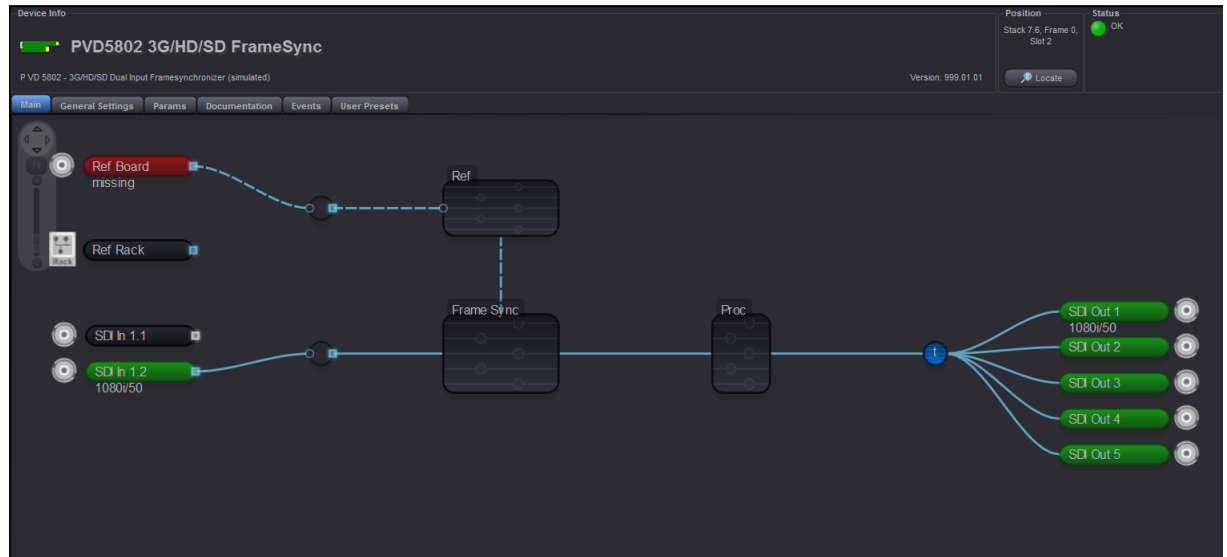 Device Info
PVD5802 3G/HD/SD FrameSync
P VD 5802 - 3G/HD/SD Dual Input Framesynchronizer (simulated)
Version: 999.01.01
Position
Stack 7.6, Frame 0,
Slot 2
Locate
Status
OK
Main
General Settings
Params
Documentation
Events
User Presets
Ref Board
missing
Ref
Ref Rack
Rack
Frame Sync
Proc
SDI In 1.1
SDI In 1.2
1080i/50
t
SDI Out 1
1080i/50
SDI Out 2
SDI Out 3
SDI Out 4
SDI Out 5